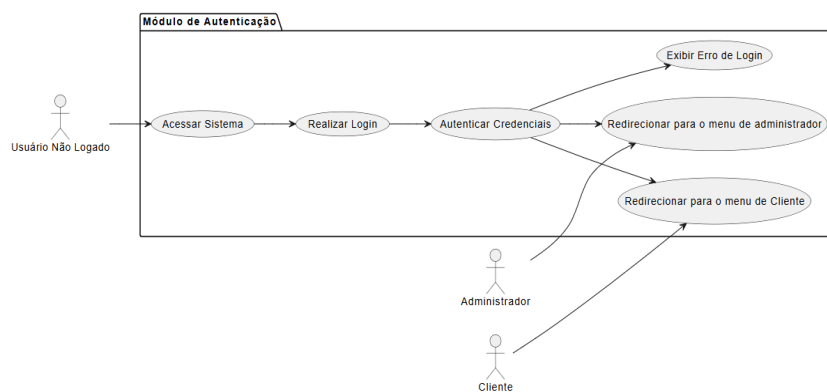 Módulo de Autenticação
Exibir Erro de Login
Usuário Não Logado
Acessar Sistema
Realizar Login
Autenticar Credenciais
Redirecionar para o menu de administrador
Redirecionar para o menu de Cliente
Administrador
Cliente